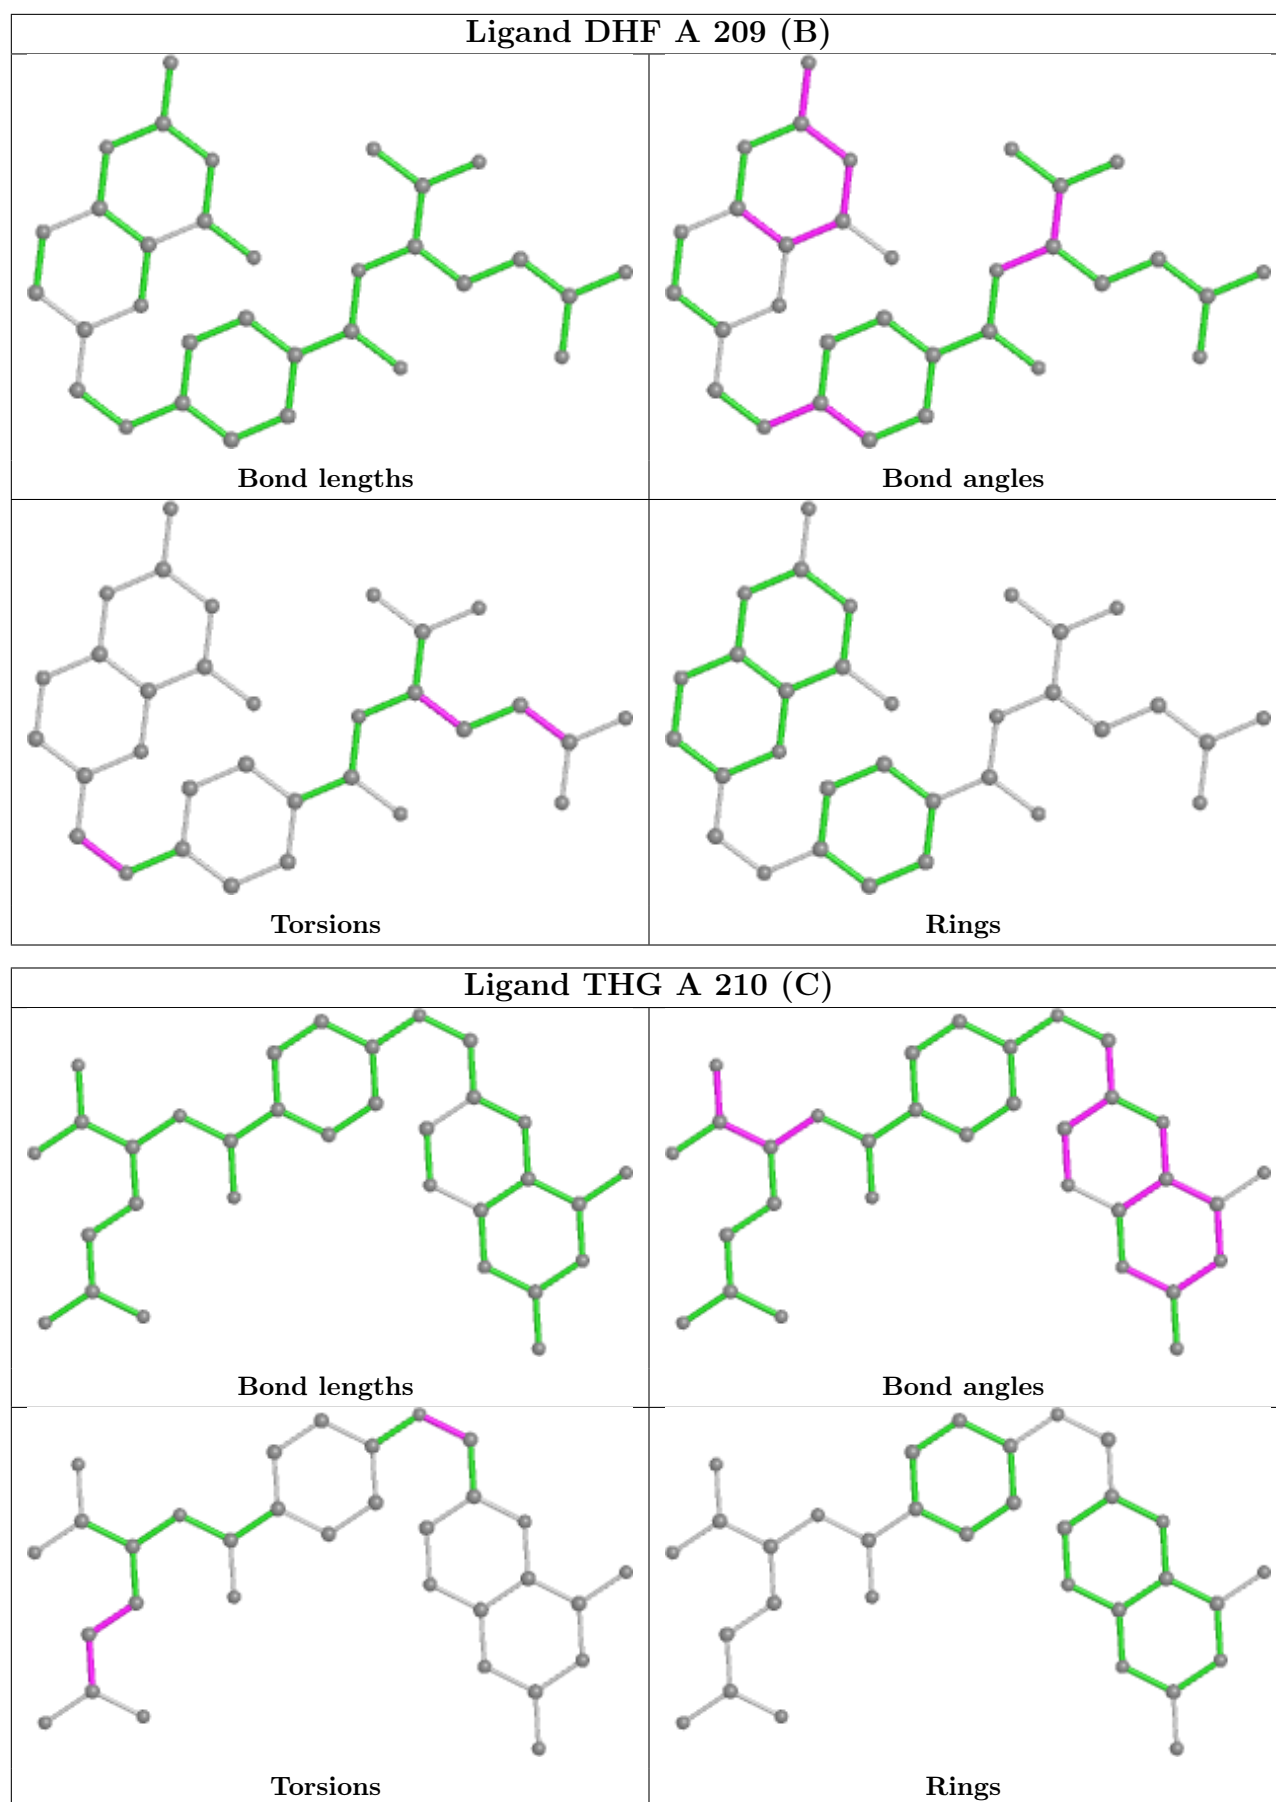 Ligand DHF A 209 (B)
Bond lengths
Bond angles
Torsions
Rings
Ligand THG A 210 (C)
Bond lengths
Bond angles
Torsions
Rings